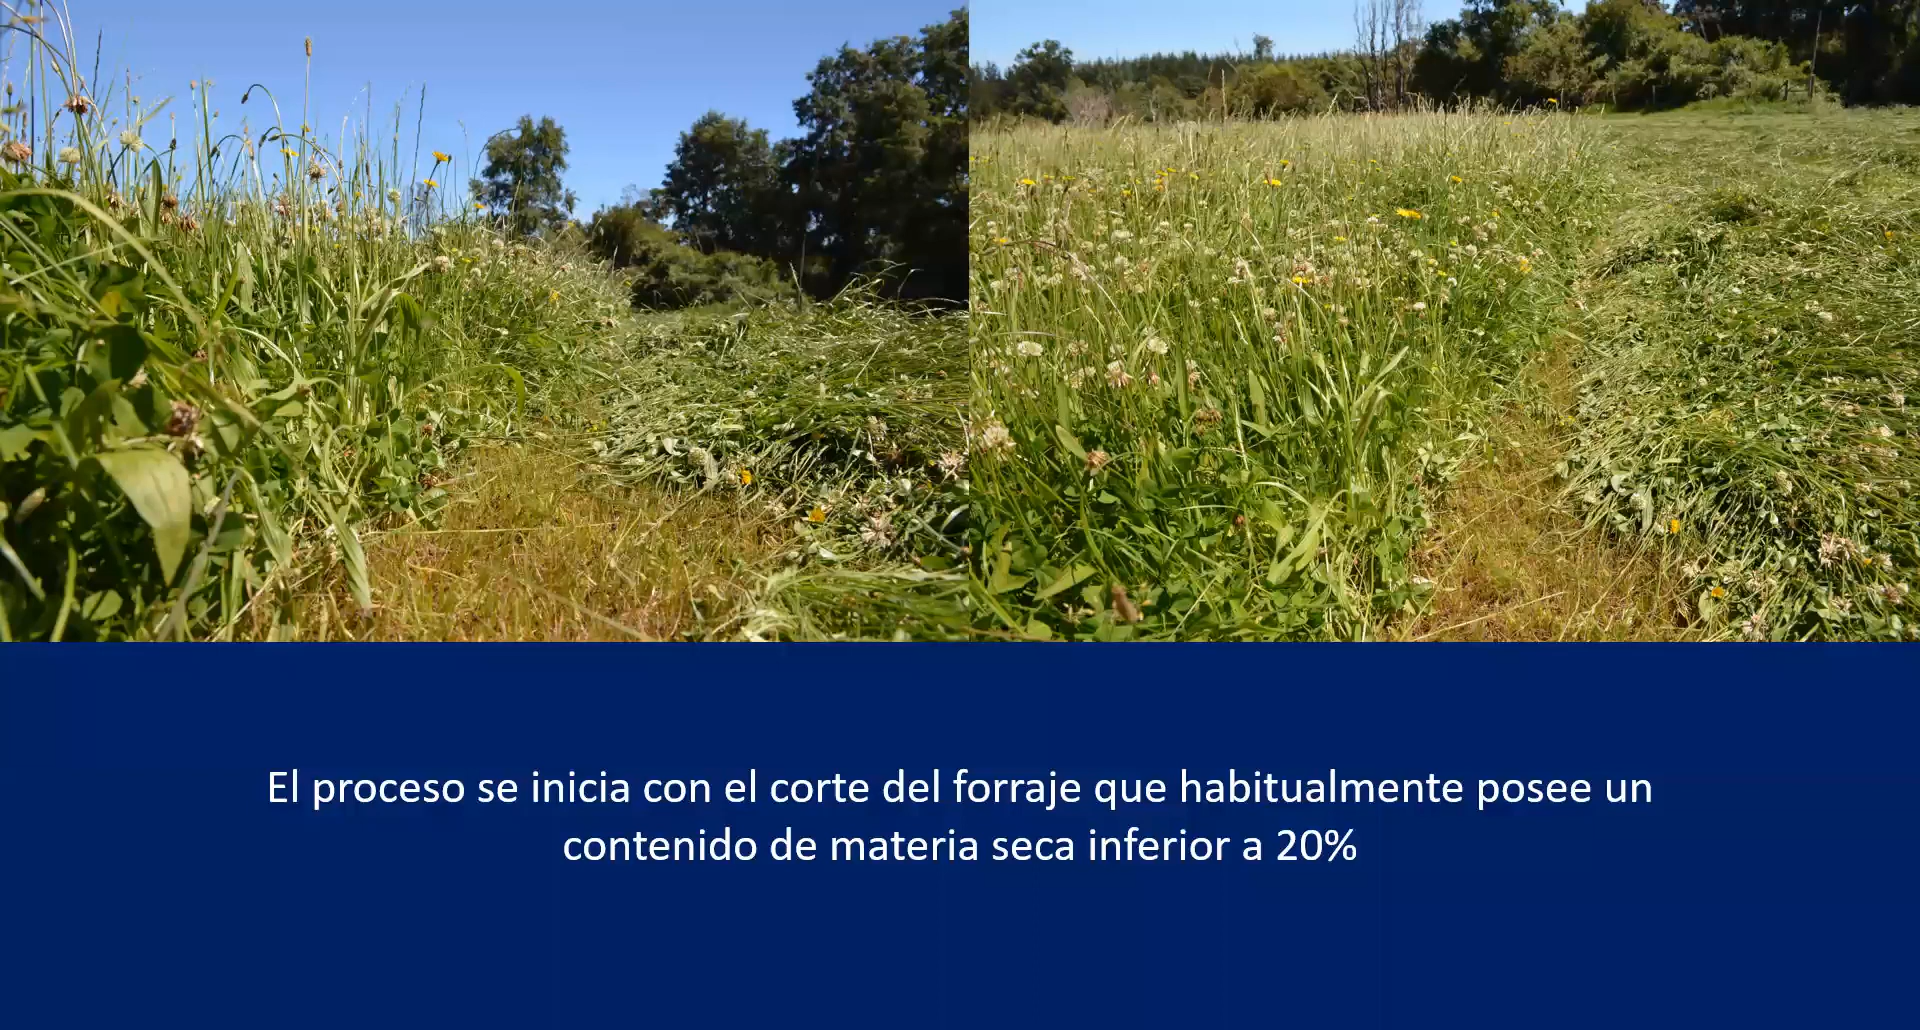 El proceso se inicia con el corte del forraje que habitualmente posee un
contenido de materia seca inferior a 20%